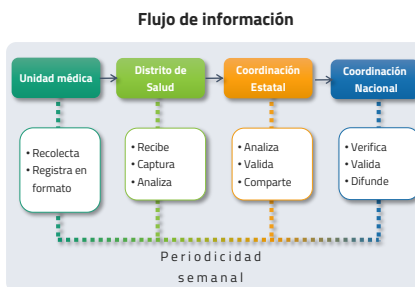 Flujo de información
Unidad médica
Distrito de
Salud
Coordinación
Estatal
Coordinación
Nacional
• Recolecta
• Registra en
formato
• Recibe
• Captura
• Analiza
• Analiza
• Valida
• Comparte
• Verifica
• Valida
• Difunde
Periodicidad
semanal